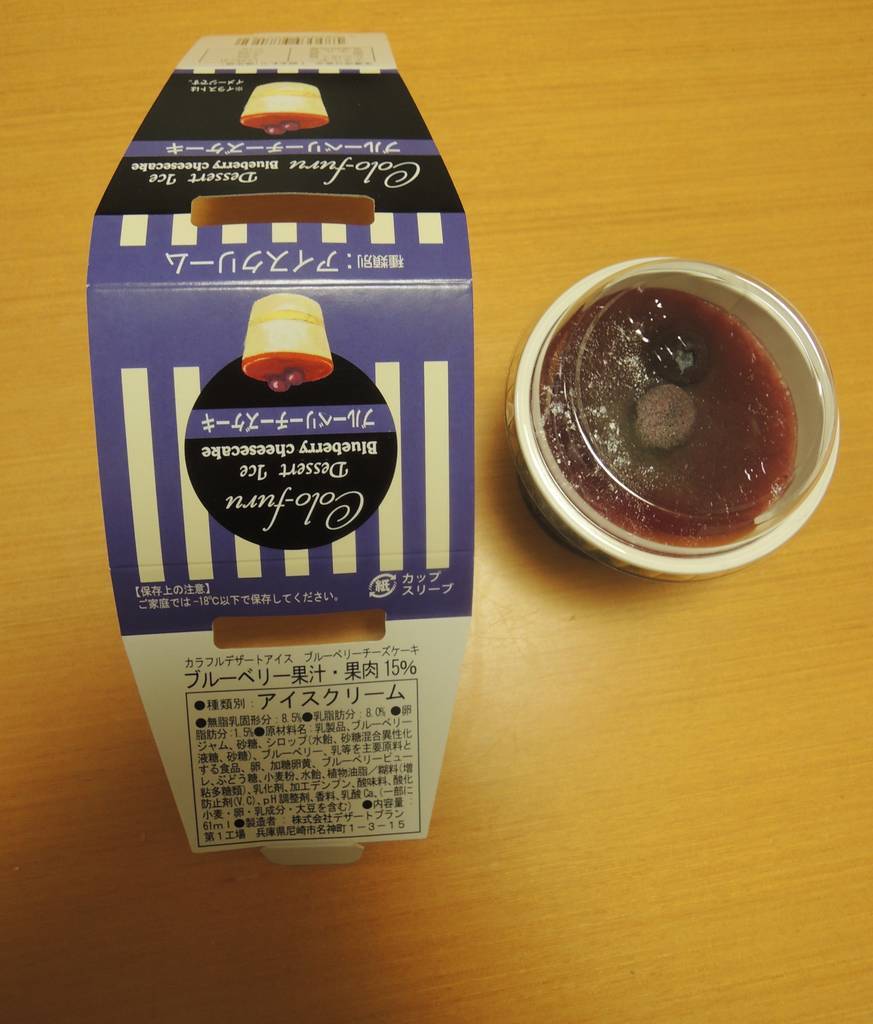 ※イラストは
イメージです。
ブルーベリーチーズケーキ
Blueberry cheesecake
Dessert Ice
Colo-furu
種類別：アイスクリーム
ブルーベリーチーズケーキ
Blueberry cheesecake
Dessert Ice
Colo-furu
【保存上の注意】
ご家庭では-18℃以下で保存してください。
紙 カップ
スリーブ
カラフルデザートアイス ブルーベリーチーズケーキ
ブルーベリー果汁・果肉 15%
●種類別：アイスクリーム
●無脂乳固形分：8.5%●乳脂肪分：8.0% ●卵
脂肪分：1.5%●原材料名：乳製品、ブルーベリー
ジャム、砂糖、シロップ(水飴、砂糖混合異性化
液糖、砂糖)、ブルーベリー、乳等を主要原料と
する食品、卵、加糖卵黄、ブルーベリーピュー
レ、ぶどう糖、小麦粉、水飴、植物油脂／糊料(増
粘多糖類)、乳化剤、加工デンプン、酸味料、酸化
防止剤(V.C)、pH調整剤、香料、乳酸Ca、(一部に
小麦・卵・乳成分・大豆を含む) ●内容量：
61ml●製造者：株式会社デザートプラン
第1工場 兵庫県尼崎市名神町1-3-15